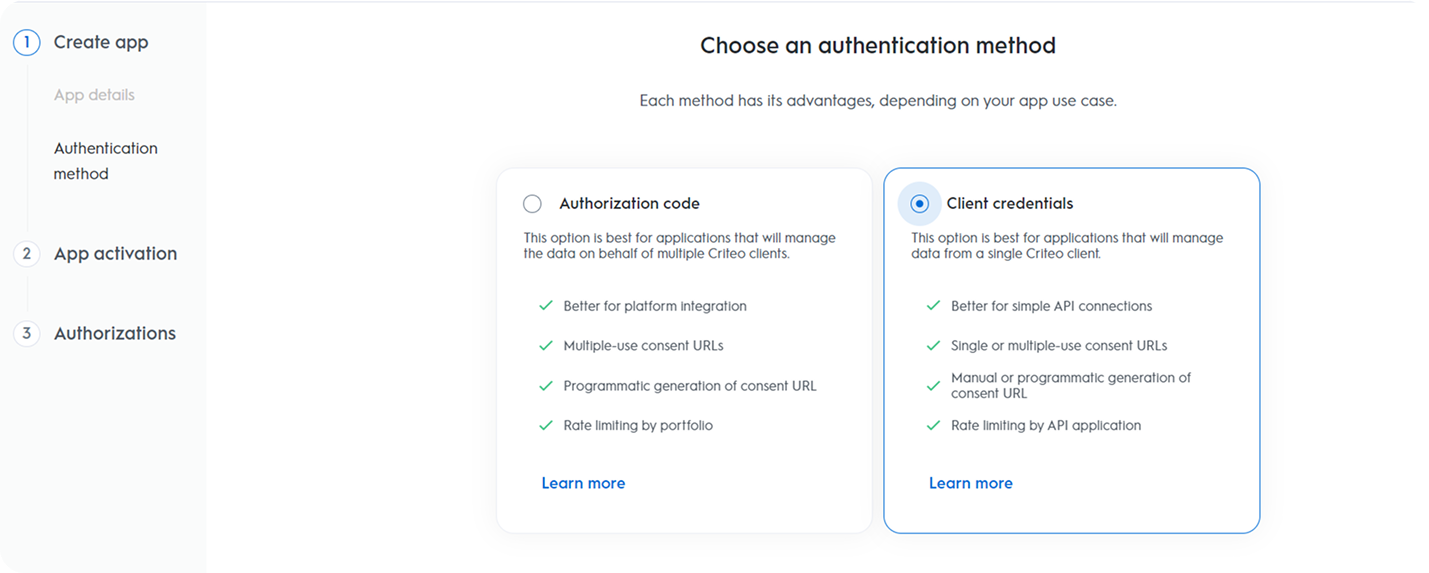 1 Create app
App details
Authentication
method
2 App activation
3 Authorizations
Choose an authentication method
Each method has its advantages, depending on your app use case.
Authorization code
This option is best for applications that will manage
the data on behalf of multiple Criteo clients.
Better for platform integration
Multiple-use consent URLs
Programmatic generation of consent URL
Rate limiting by portfolio
Learn more
Client credentials
This option is best for applications that will manage
data from a single Criteo client.
Better for simple API connections
Single or multiple-use consent URLs
Manual or programmatic generation of
consent URL
Rate limiting by API application
Learn more